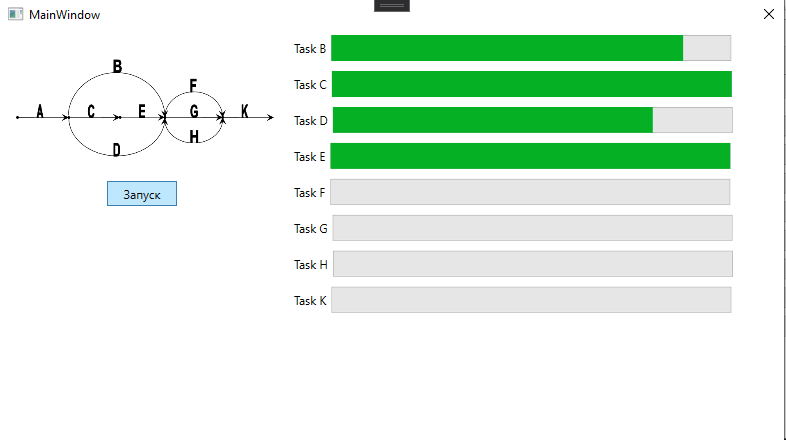 MainWindow
B
F
A
C
E
G
K
H
D
Запуск
Task B
Task C
Task D
Task E
Task F
Task G
Task H
Task K